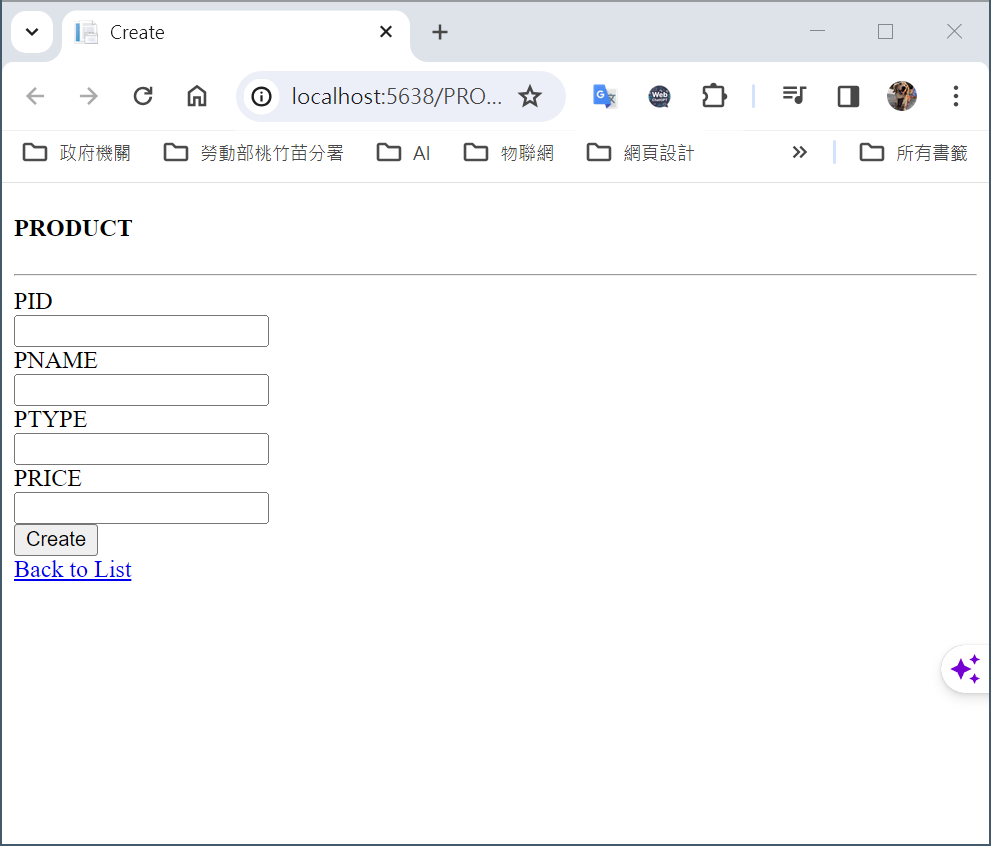 Create
localhost:5638/PRO...
Web
政府機關 勞動部桃竹苗分署 AI 物聯網 網頁設計 » 所有書籤
PRODUCT
PID
PNAME
PTYPE
PRICE
Create
Back to List